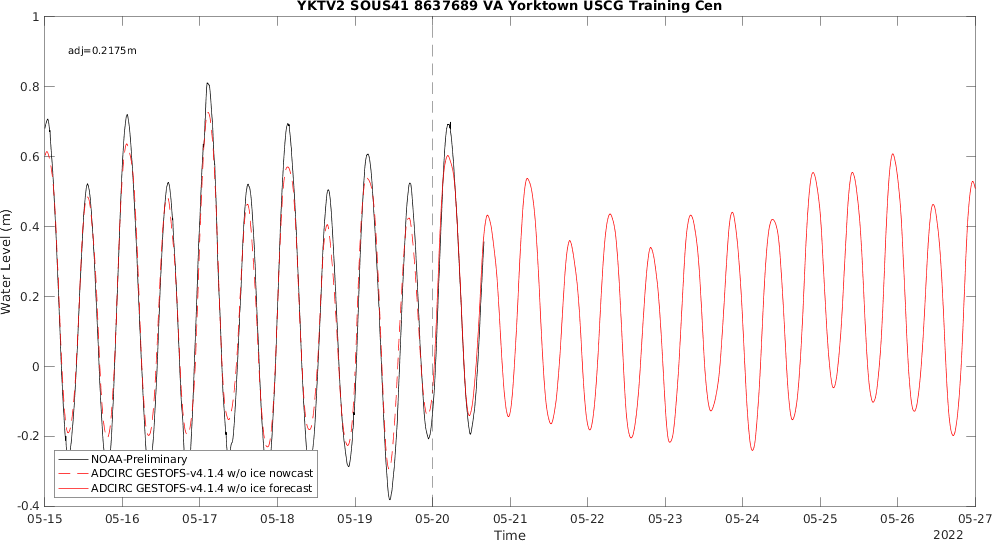 YKTV2 SOUS41 8637689 VA Yorktown USCG Training Cen
1
0.8
0.6
0.4
0.2
0
-0.2
-0.4
Water Level (m)
adj=0.2175m
NOAA-Preliminary
ADCIRC GESTOFS-v4.1.4 w/o ice nowcast
ADCIRC GESTOFS-v4.1.4 w/o ice forecast
05-15 05-16 05-17 05-18 05-19 05-20 05-21 05-22 05-23 05-24 05-25 05-26 05-27
Time
2022